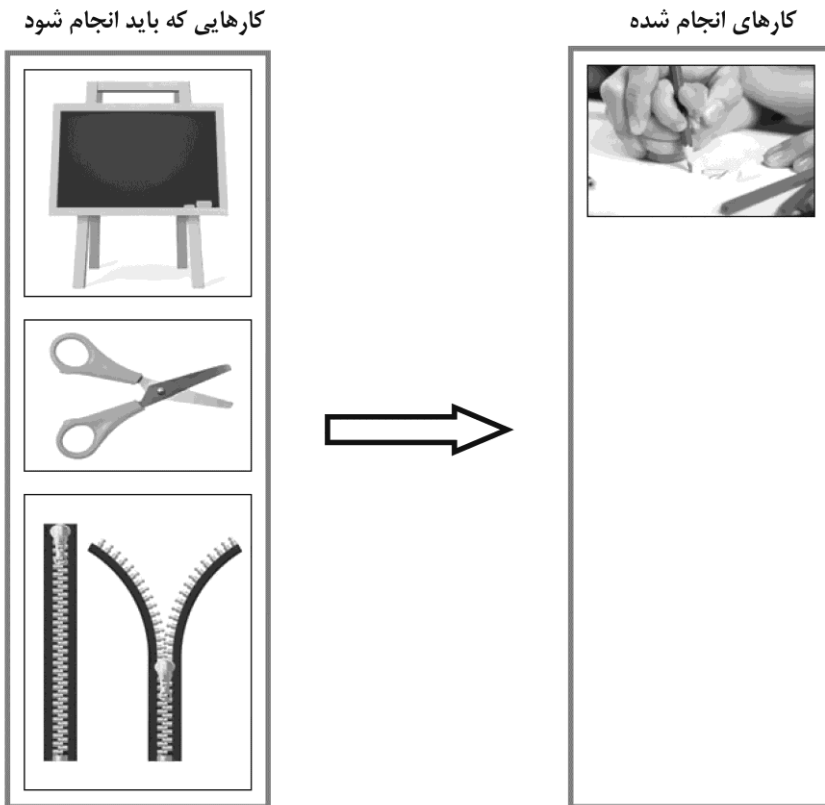 کارهای انجام شده
کارهایی که باید انجام شود